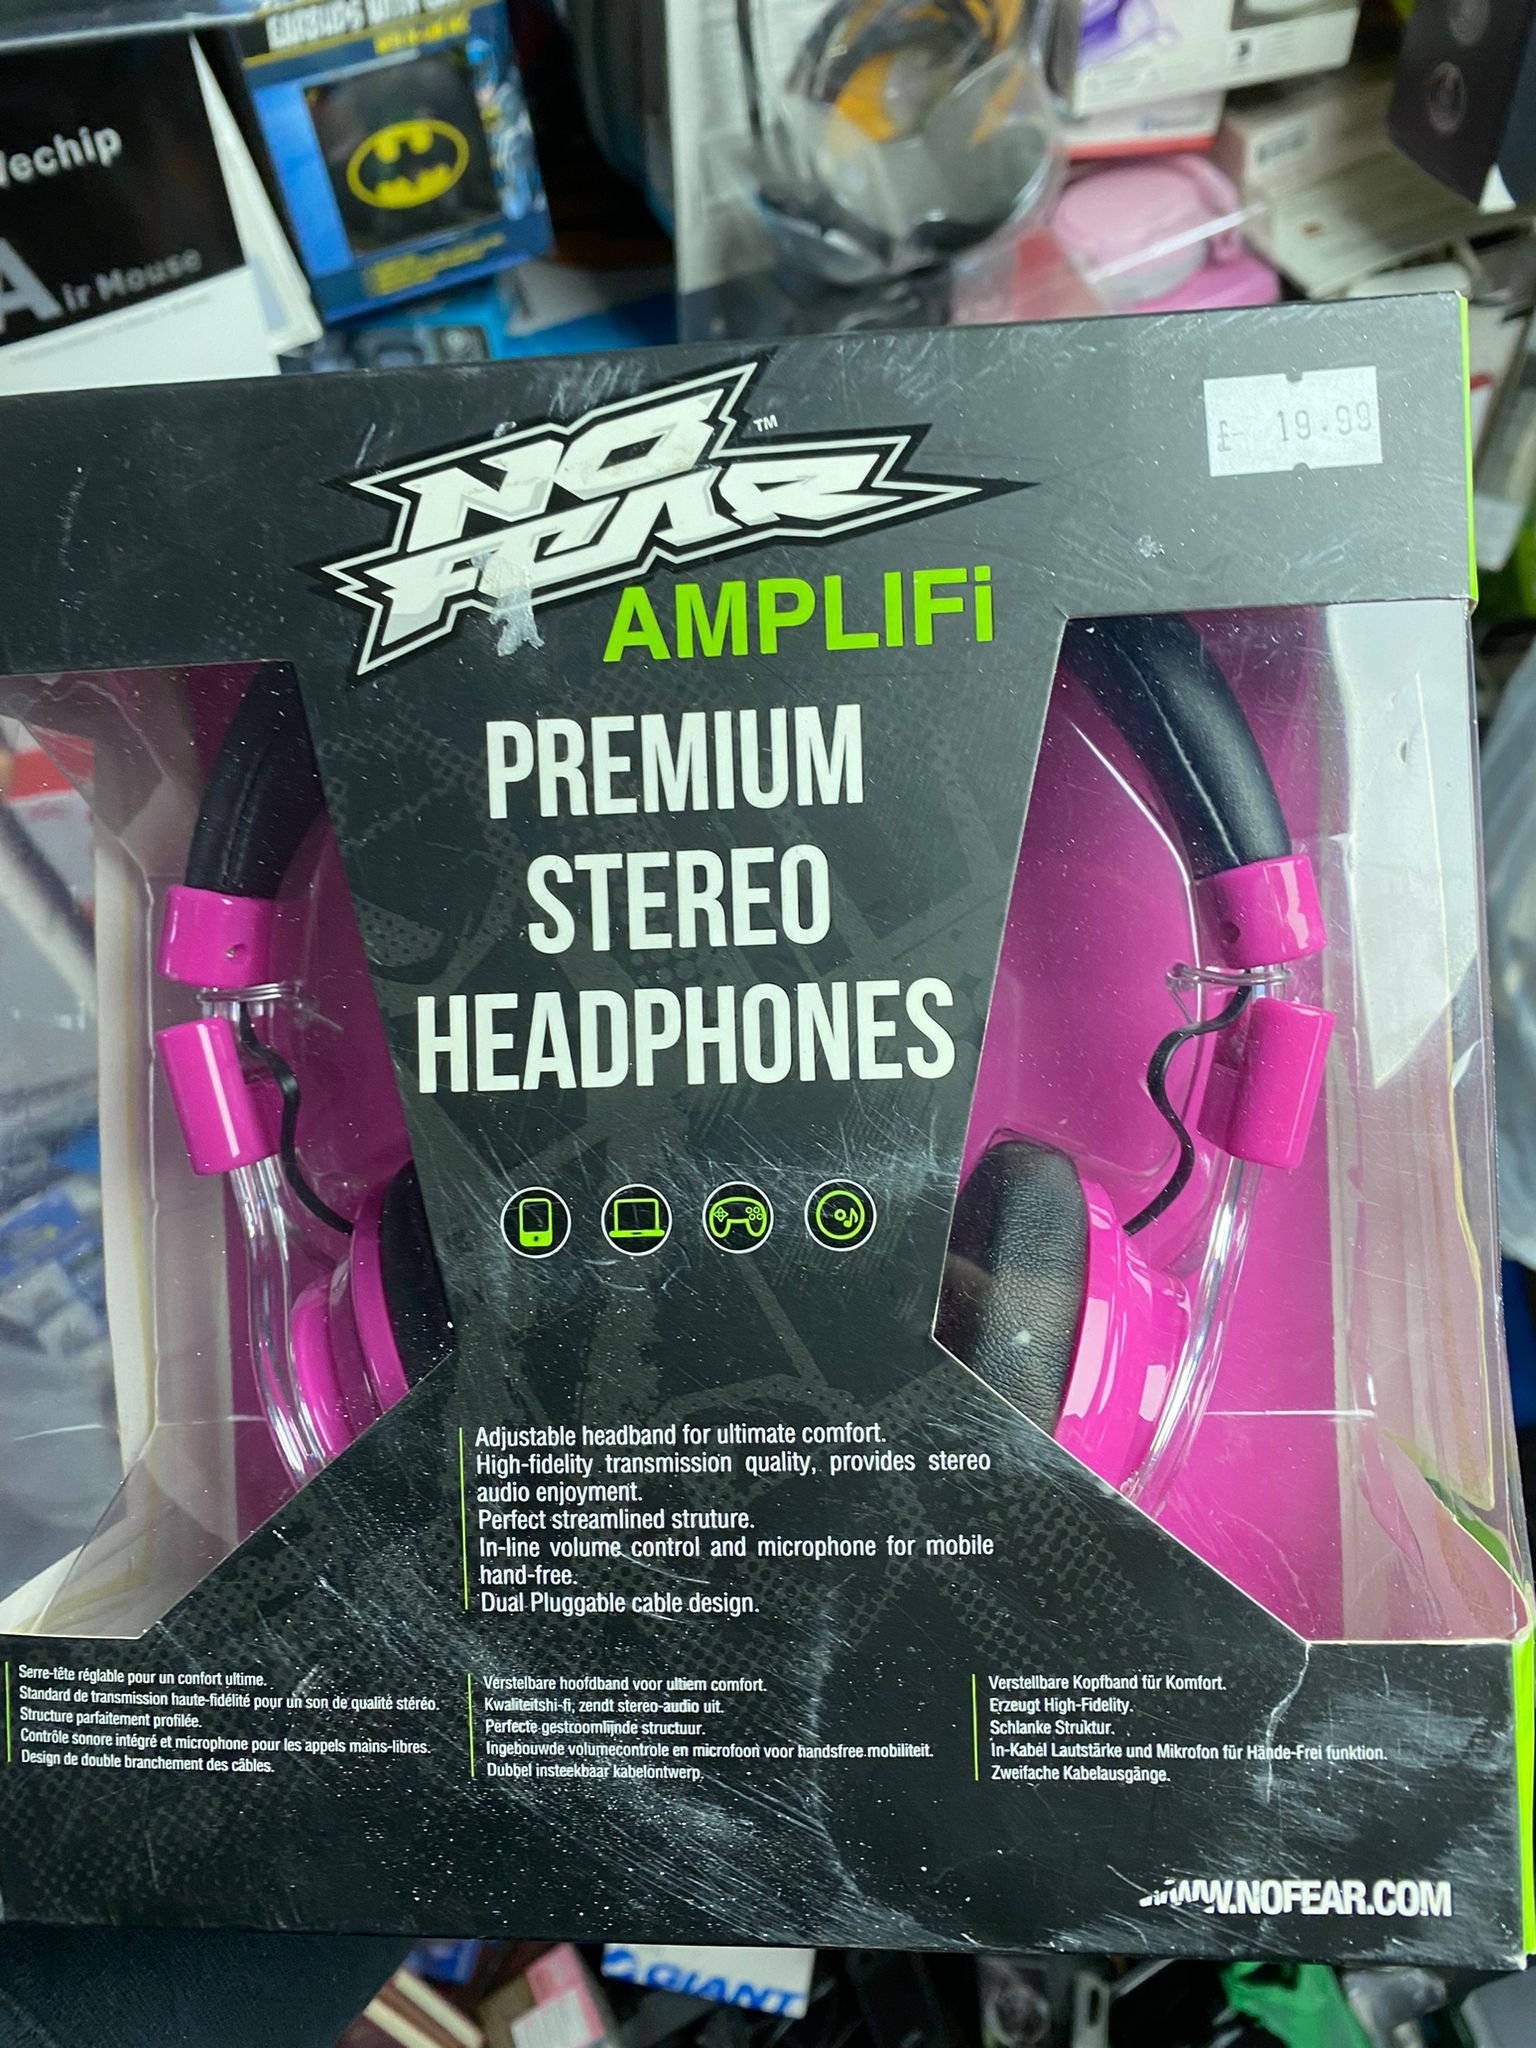 EARBUDS WITH
Vechip
Air Mouse
NO
FEAR
TM
£- 19.99
AMPLIFi
PREMIUM
STEREO
HEADPHONES
Adjustable headband for ultimate comfort.
High-fidelity transmission quality, provides stereo
audio enjoyment.
Perfect streamlined struture.
In-line volume control and microphone for mobile
hand-free.
Dual Pluggable cable design.
Serre-tête réglable pour un confort ultime.
Standard de transmission haute-fidélité pour un son de qualité stéréo.
Structure parfaitement profilée.
Contrôle sonore intégré et microphone pour les appels mains-libres.
Design de double branchement des câbles.
Verstelbare hoofdband voor ultiem comfort.
Kwaliteitshi-fi, zendt stereo-audio uit.
Perfecte gestroomlijnde structuur.
Ingebouwde volumecontrole en microfoon voor handsfree mobiliteit.
Dubbel insteekbaar kabelontwerp.
Verstellbare Kopfband für Komfort.
Erzeugt High-Fidelity.
Schlanke Struktur.
In-Kabel Lautstärke und Mikrofon für Hände-Frei funktion.
Zweifache Kabelausgänge.
WWW.NOFEAR.COM
GIANT